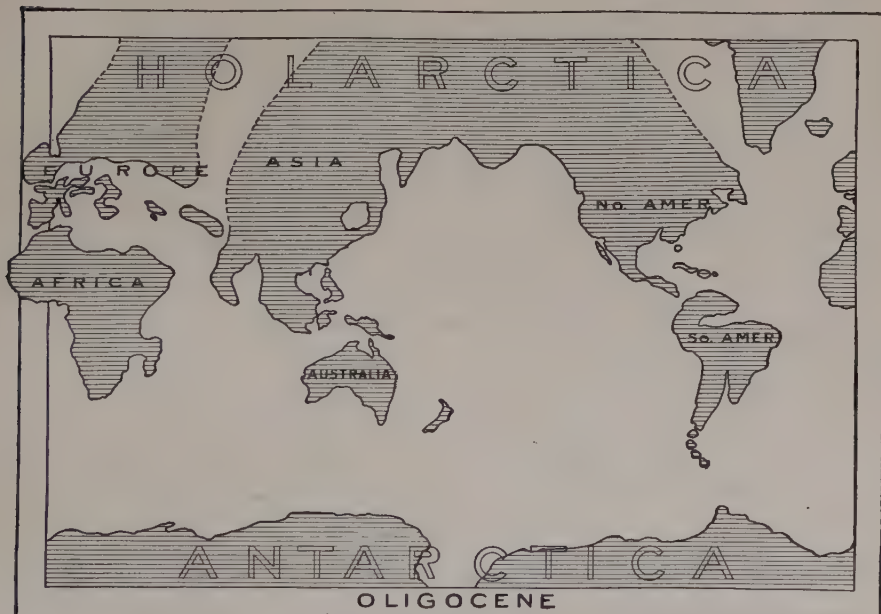 HOLARCTICA
EUROPE
ASIA
No. AMER
AFRICA
So. AMER
AUSTRALIA
ANTARCTICA
OLIGOCENE